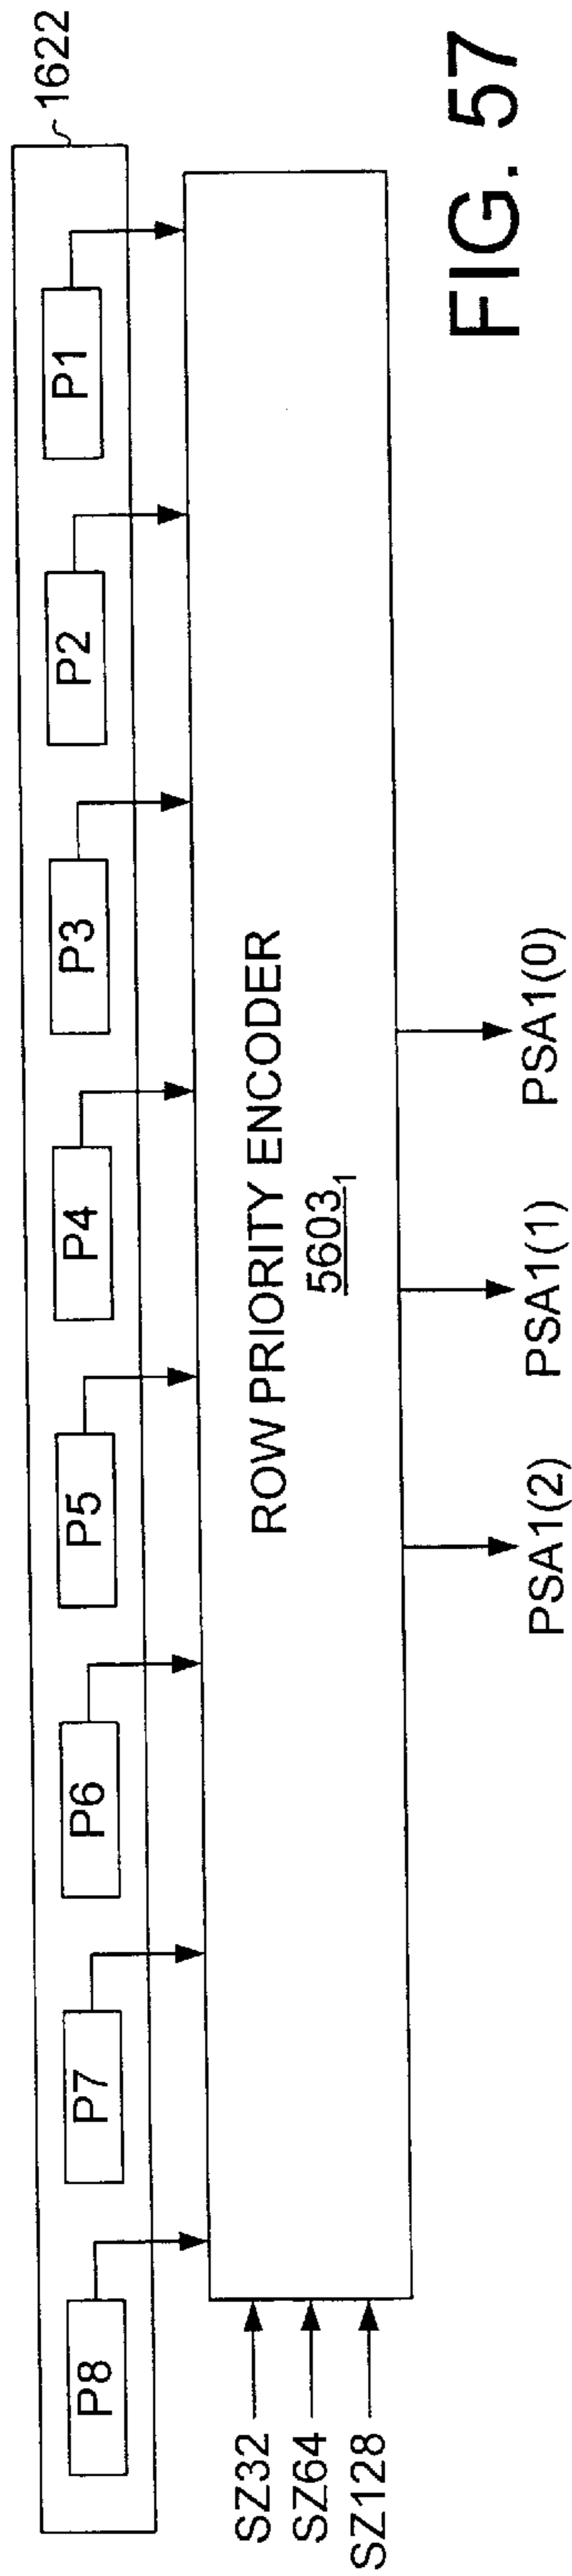 1622
P8
P7
P6
P5
P4
P3
P2
P1
SZ32
SZ64
SZ128
ROW PRIORITY ENCODER
5603₁
PSA1(2)
PSA1(1)
PSA1(0)
FIG. 57